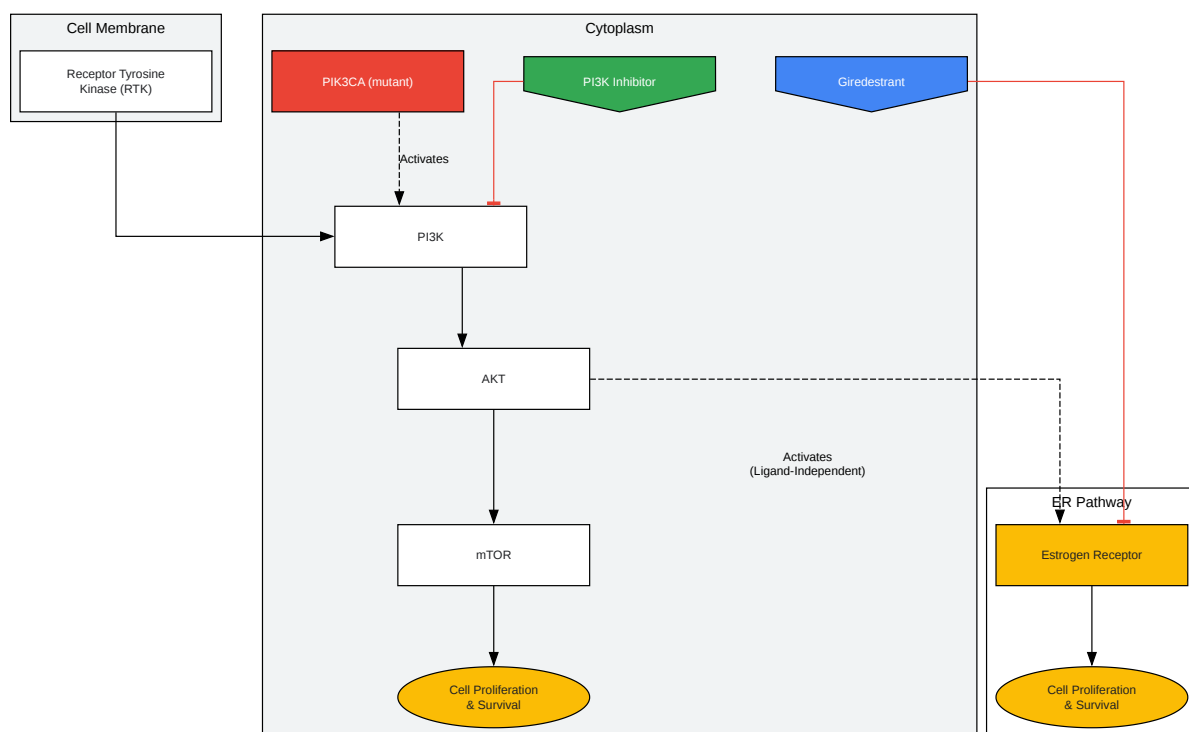 Cell Membrane
Receptor Tyrosine
Kinase (RTK)
Cytoplasm
PIK3CA (mutant)
PI3K Inhibitor
Giredestrant
Activates
PI3K
AKT
Activates
(Ligand-Independent)
mTOR
Cell Proliferation
& Survival
ER Pathway
Estrogen Receptor
Cell Proliferation
& Survival